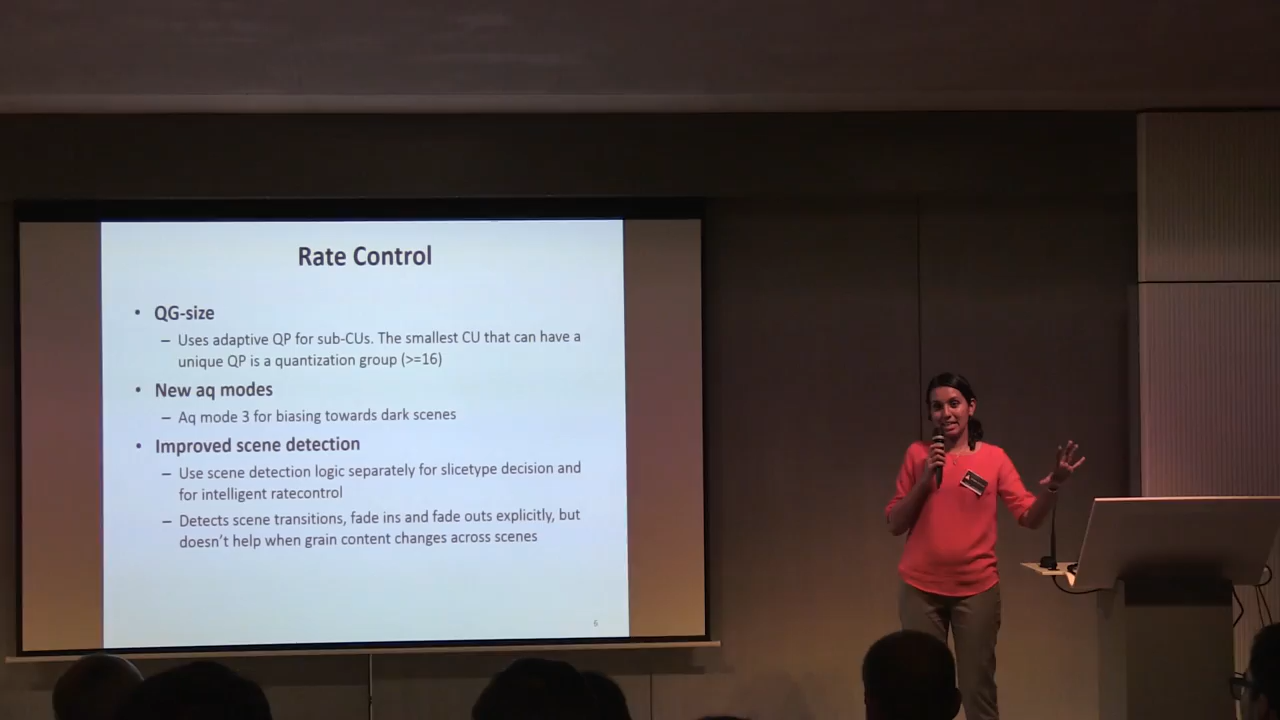 Rate Control
• QG-size
– Uses adaptive QP for sub-CUs. The smallest CU that can have a
unique QP is a quantization group (>=16)
• New aq modes
– Aq mode 3 for biasing towards dark scenes
• Improved scene detection
– Use scene detection logic separately for slicetype decision and
for intelligent ratecontrol
– Detects scene transitions, fade ins and fade outs explicitly, but
doesn't help when grain content changes across scenes
6